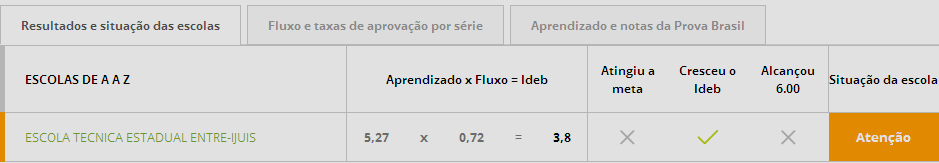 Resultados e situação das escolas
Fluxo e taxas de aprovação por série
Aprendizado e notas da Prova Brasil
ESCOLAS DE A A Z
Aprendizado x Fluxo = Ideb
Atingiu a
meta
Cresceu o
Ideb
Alcançou
6.00
Situação da escola
ESCOLA TECNICA ESTADUAL ENTRE-IJUIS
5,27 x 0,72 = 3,8
Atenção